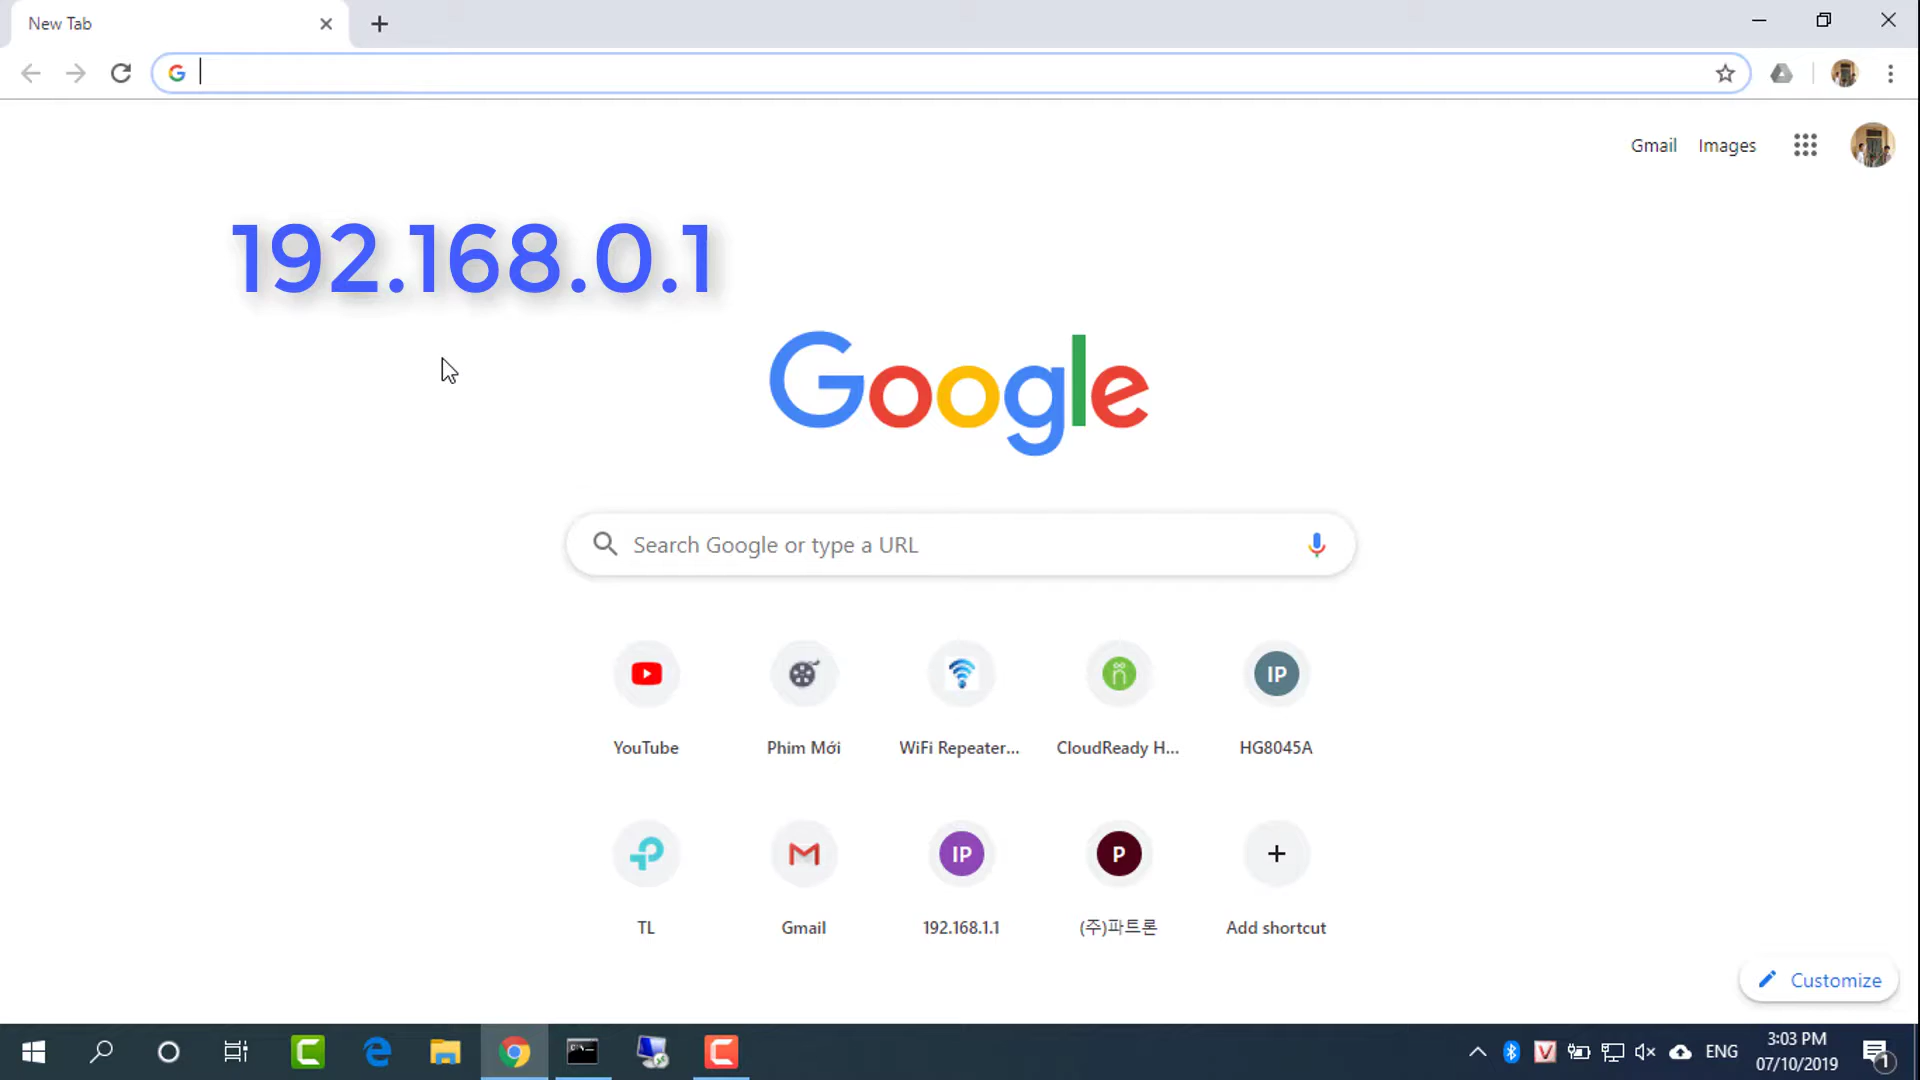 New Tab
Gmail Images
192.168.0.1
Google
Search Google or type a URL
YouTube
Phim Mới
WiFi Repeater...
CloudReady H...
IP
HG8045A
TL
Gmail
IP
192.168.1.1
P
(주)파트론
Add shortcut
Customize
ENG
3:03 PM
07/10/2019
1